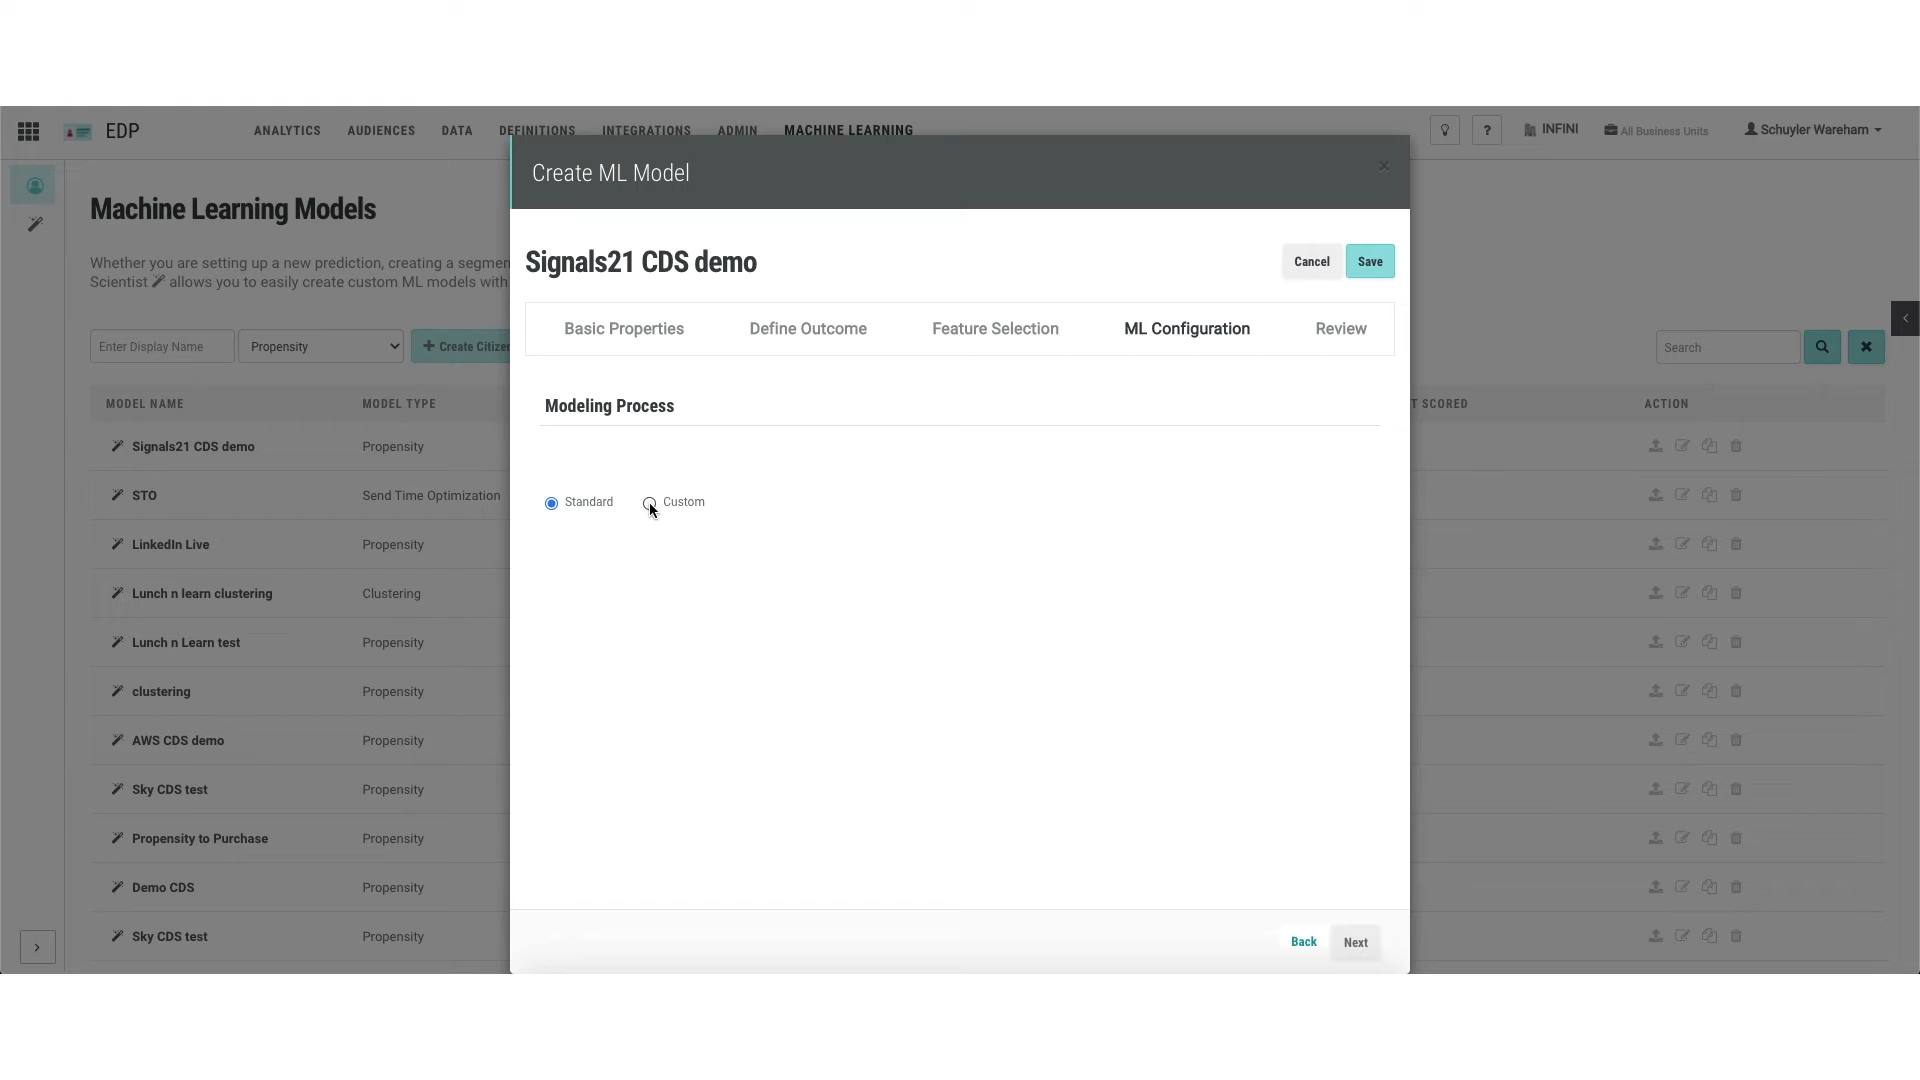 EDP
ANALYTICS
AUDIENCES
DATA
DEFINITIONS
INTEGRATIONS
ADMIN
MACHINE LEARNING
?
INFINI
All Business Units
Schuyler Wareham
Create ML Model
×
Machine Learning Models
Whether you are setting up a new prediction, creating a segmen
Scientist allows you to easily create custom ML models with
Signals21 CDS demo
Cancel
Save
Basic Properties
Define Outcome
Feature Selection
ML Configuration
Review
Enter Display Name
Propensity
+ Create Citizen
Search
Modeling Process
Standard
Custom
MODEL NAME
MODEL TYPE
T SCORED
ACTION
Signals21 CDS demo
Propensity
STO
Send Time Optimization
LinkedIn Live
Propensity
Lunch n learn clustering
Clustering
Lunch n Learn test
Propensity
clustering
Propensity
AWS CDS demo
Propensity
Sky CDS test
Propensity
Propensity to Purchase
Propensity
Demo CDS
Propensity
Sky CDS test
Propensity
Back
Next